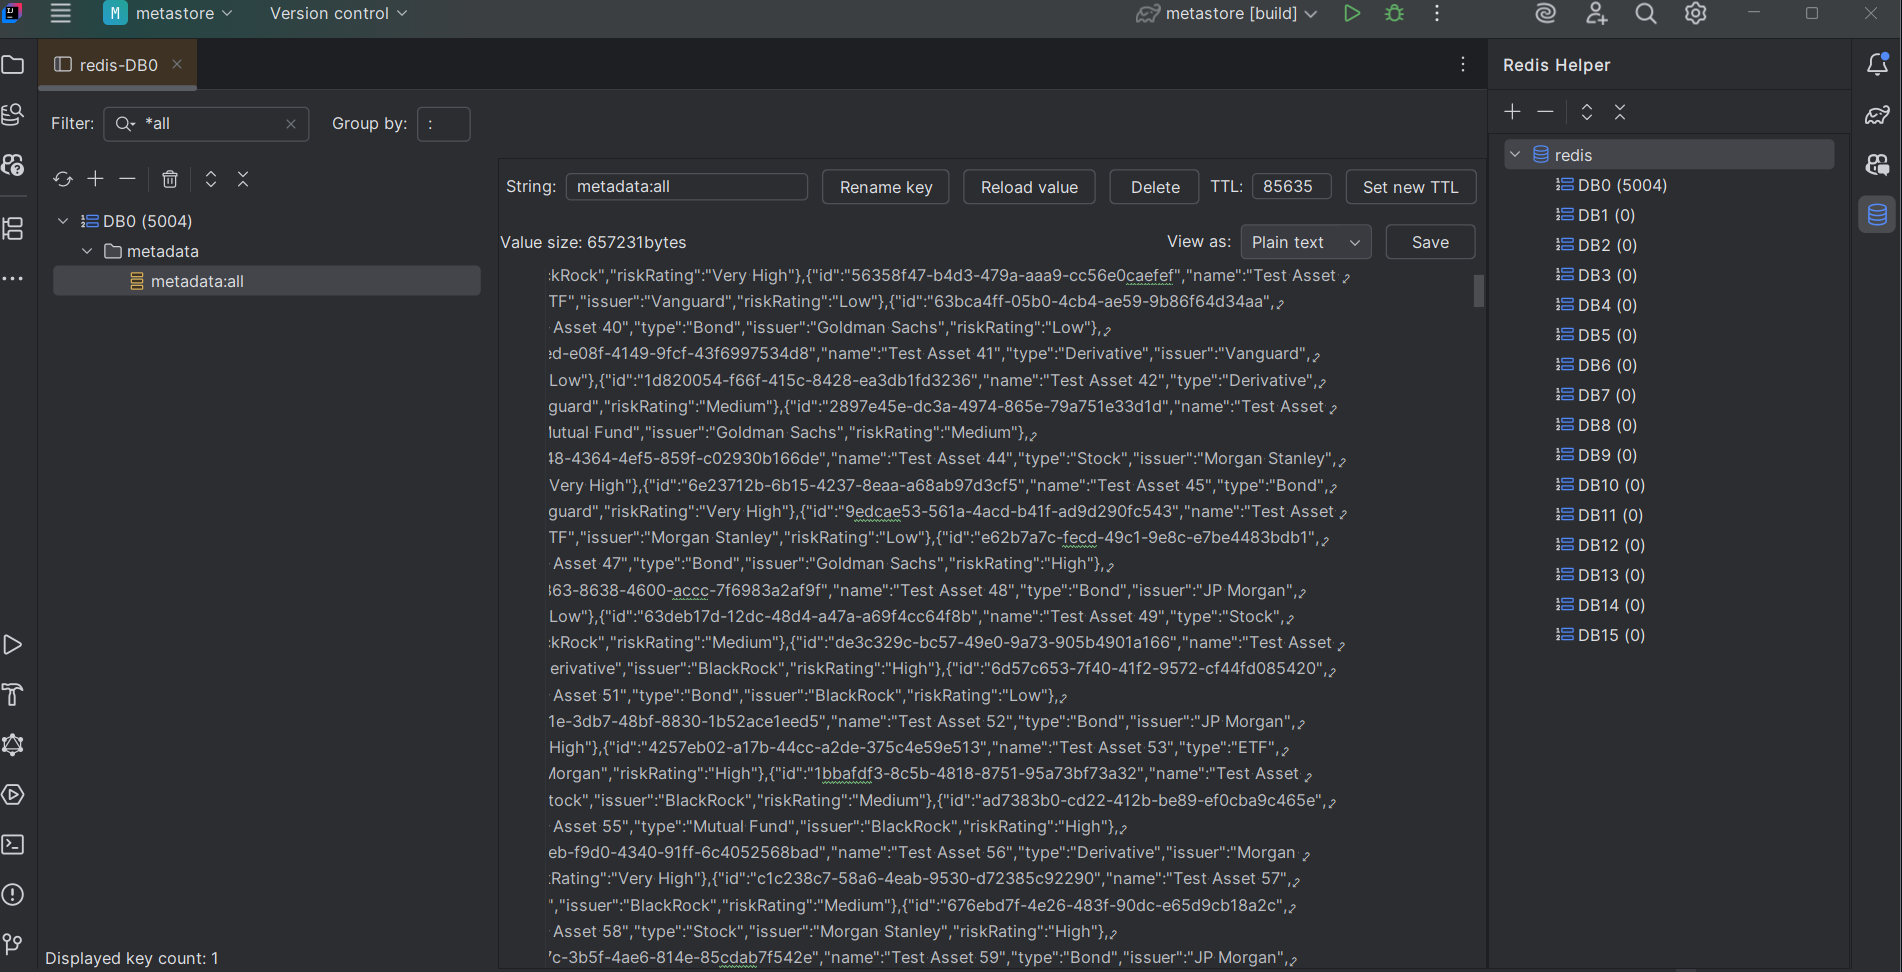 M metastore
Version control
metastore [build]
redis-DB0
Redis Helper
Filter: *all
Group by: :
String: metadata:all
Rename key
Reload value
Delete
TTL: 85635
Set new TTL
DB0 (5004)
metadata
metadata:all
Value size: 657231bytes
View as: Plain text
Save
ckRock","riskRating":"Very High"},{"id":"56358f47-b4d3-479a-aaa9-cc56e0caefef","name":"Test Asset
TF","issuer":"Vanguard","riskRating":"Low"},{"id":"63bca4ff-05b0-4cb4-ae59-9b86f64d34aa",
Asset 40","type":"Bond","issuer":"Goldman Sachs","riskRating":"Low"},
ed-e08f-4149-9fcf-43f6997534d8","name":"Test Asset 41","type":"Derivative","issuer":"Vanguard",
Low"},{"id":"1d820054-f66f-415c-8428-ea3db1fd3236","name":"Test Asset 42","type":"Derivative",
guard","riskRating":"Medium"},{"id":"2897e45e-dc3a-4974-865e-79a751e33d1d","name":"Test Asset
Mutual Fund","issuer":"Goldman Sachs","riskRating":"Medium"},
48-4364-4ef5-859f-c02930b166de","name":"Test Asset 44","type":"Stock","issuer":"Morgan Stanley",
Very High"},{"id":"6e23712b-6b15-4237-8eaa-a68ab97d3cf5","name":"Test Asset 45","type":"Bond",
guard","riskRating":"Very High"},{"id":"9edcae53-561a-4acd-b41f-ad9d290fc543","name":"Test Asset
TF","issuer":"Morgan Stanley","riskRating":"Low"},{"id":"e62b7a7c-fecd-49c1-9e8c-e7be4483bdb1",
Asset 47","type":"Bond","issuer":"Goldman Sachs","riskRating":"High"},
363-8638-4600-accc-7f6983a2af9f","name":"Test Asset 48","type":"Bond","issuer":"JP Morgan",
Low"},{"id":"63deb17d-12dc-48d4-a47a-a69f4cc64f8b","name":"Test Asset 49","type":"Stock",
ckRock","riskRating":"Medium"},{"id":"de3c329c-bc57-49e0-9a73-905b4901a166","name":"Test Asset
erivative","issuer":"BlackRock","riskRating":"High"},{"id":"6d57c653-7f40-41f2-9572-cf44fd085420",
Asset 51","type":"Bond","issuer":"BlackRock","riskRating":"Low"},
1e-3db7-48bf-8830-1b52ace1eed5","name":"Test Asset 52","type":"Bond","issuer":"JP Morgan",
High"},{"id":"4257eb02-a17b-44cc-a2de-375c4e59e513","name":"Test Asset 53","type":"ETF",
Morgan","riskRating":"High"},{"id":"1bbafdf3-8c5b-4818-8751-95a73bf73a32","name":"Test Asset
tock","issuer":"BlackRock","riskRating":"Medium"},{"id":"ad7383b0-cd22-412b-be89-ef0cba9c465e",
Asset 55","type":"Mutual Fund","issuer":"BlackRock","riskRating":"High"},
eb-f9d0-4340-91ff-6c4052568bad","name":"Test Asset 56","type":"Derivative","issuer":"Morgan
Rating":"Very High"},{"id":"c1c238c7-58a6-4eab-9530-d72385c92290","name":"Test Asset 57",
","issuer":"BlackRock","riskRating":"Medium"},{"id":"676ebd7f-4e26-483f-90dc-e65d9cb18a2c",
Asset 58","type":"Stock","issuer":"Morgan Stanley","riskRating":"High"},
7c-3b5f-4ae6-814e-85cdab7f542e","name":"Test Asset 59","type":"Bond","issuer":"JP Morgan",
Displayed key count: 1
redis
DB0 (5004)
DB1 (0)
DB2 (0)
DB3 (0)
DB4 (0)
DB5 (0)
DB6 (0)
DB7 (0)
DB8 (0)
DB9 (0)
DB10 (0)
DB11 (0)
DB12 (0)
DB13 (0)
DB14 (0)
DB15 (0)